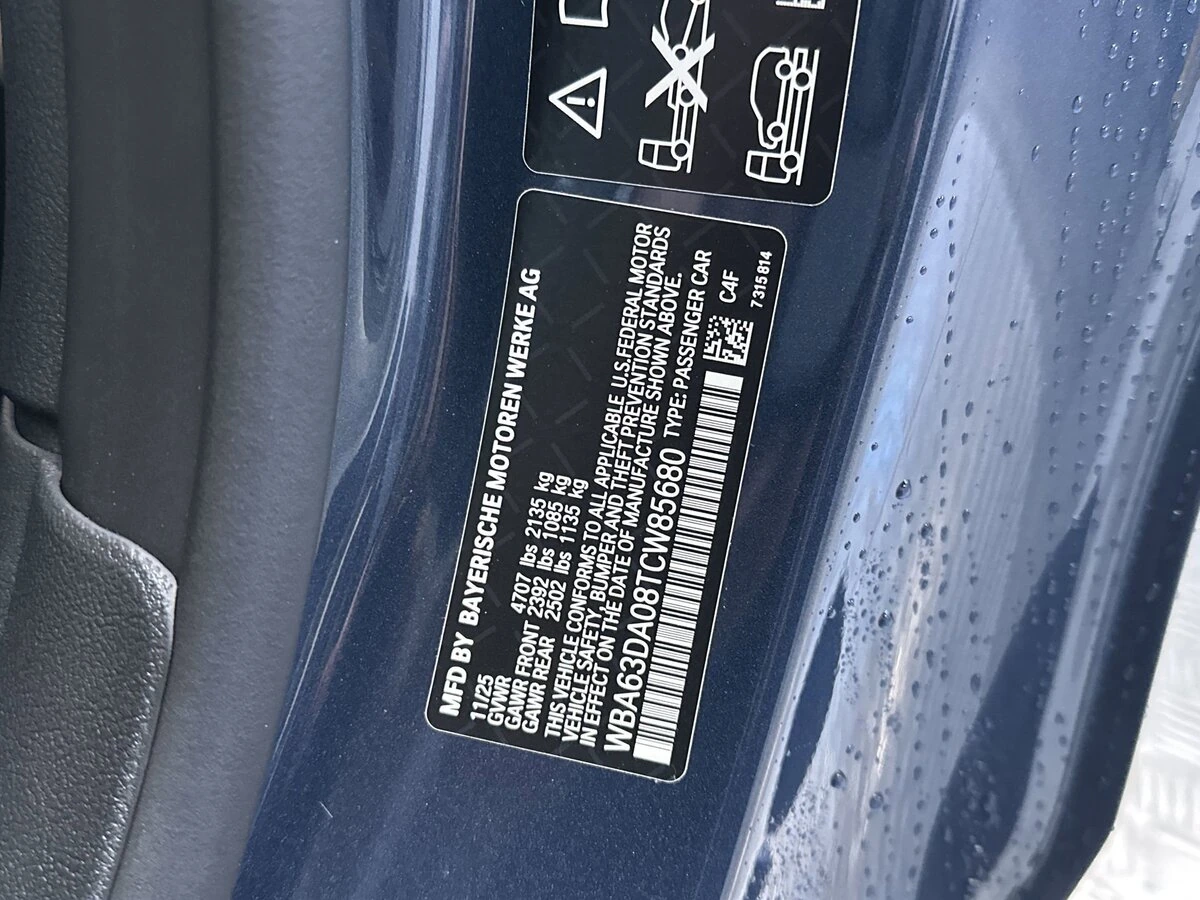 MFD BY BAYERISCHE MOTOREN WERKE AG
11/25
GVWR 4707 lbs 2135 kg
GAWR FRONT 2392 lbs 1085 kg
GAWR REAR 2502 lbs 1135 kg
THIS VEHICLE CONFORMS TO ALL APPLICABLE U.S.FEDERAL MOTOR
VEHICLE SAFETY, BUMPER AND THEFT PREVENTION STANDARDS
IN EFFECT ON THE DATE OF MANUFACTURE SHOWN ABOVE.
WBA63DA08TCW85680 TYPE: PASSENGER CAR
C4F
7315814